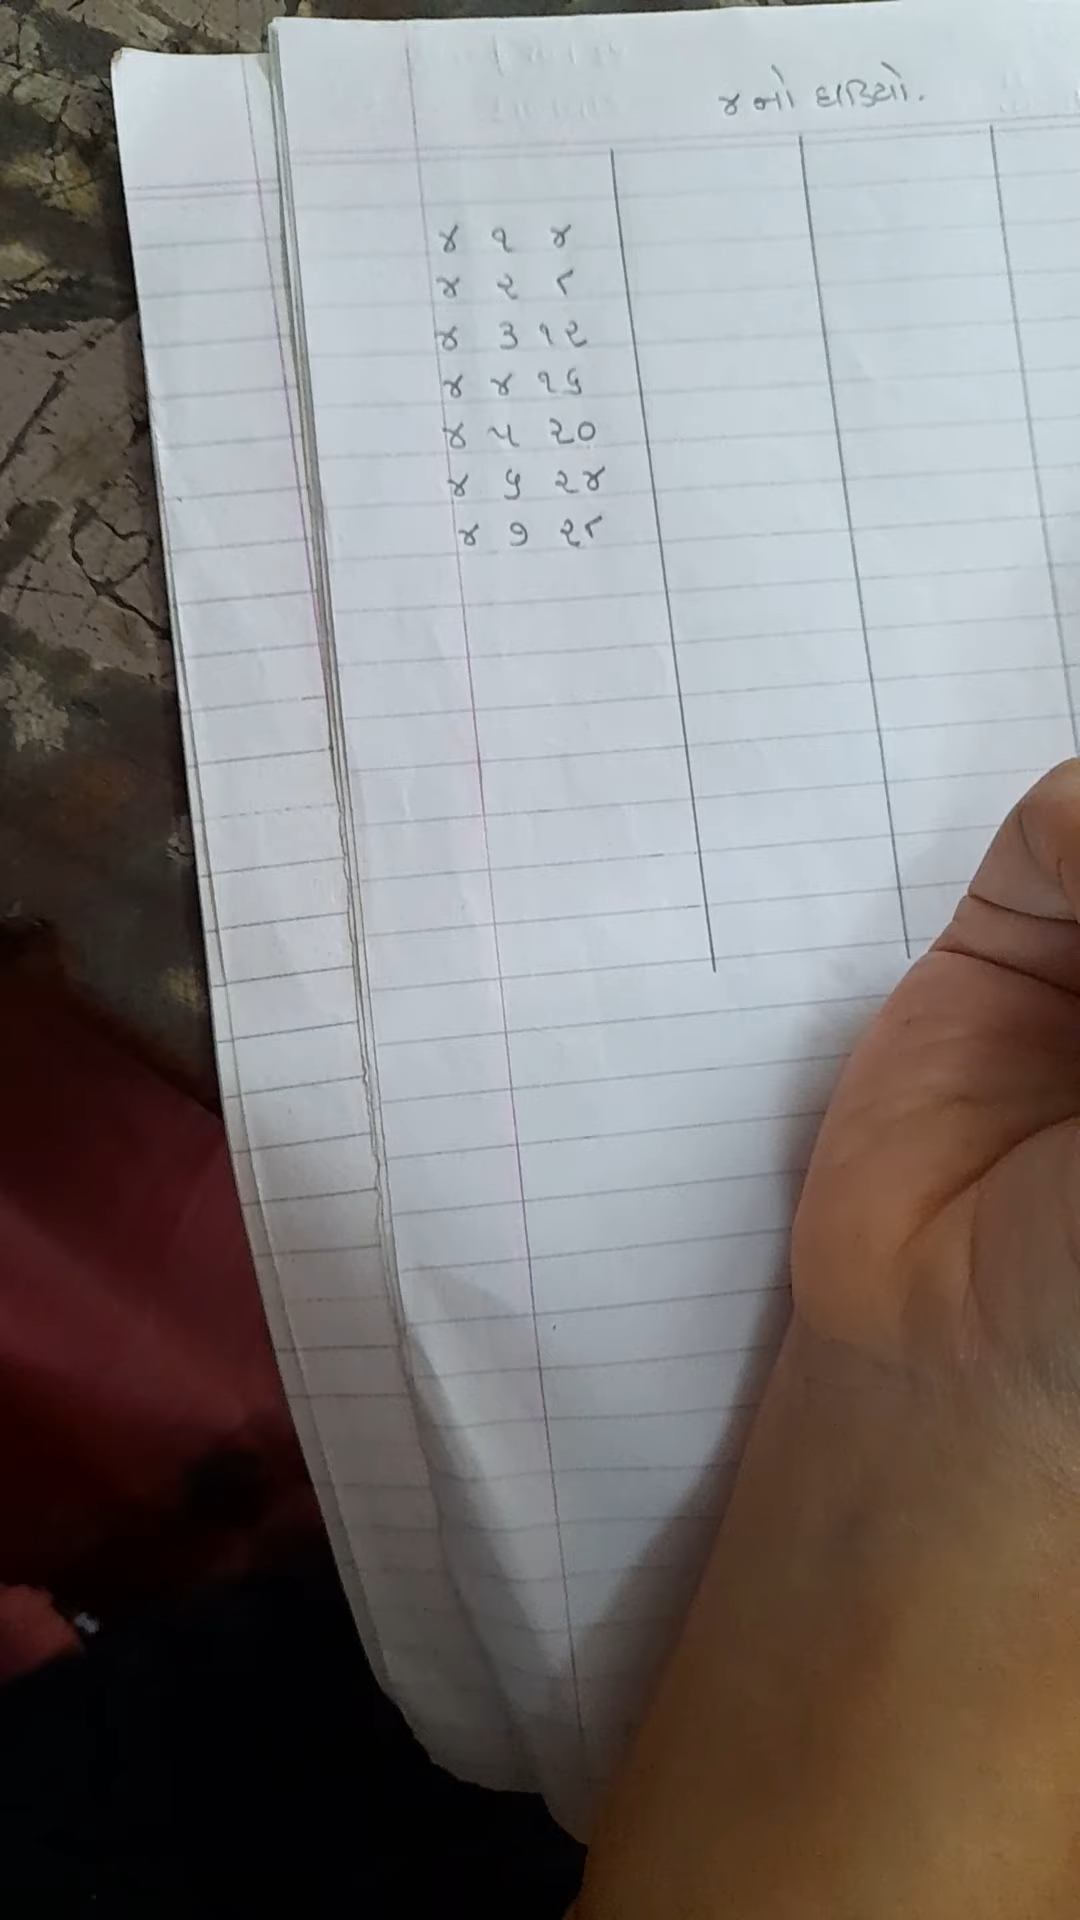 ૪ નો ઘડિયો.
૪ ૧ ૪
૪ ૨ ૮
૪ ૩ ૧૨
૪ ૪ ૧૬
૪ ૫ ૨૦
૪ ૬ ૨૪
૪ ૭ ૨૮